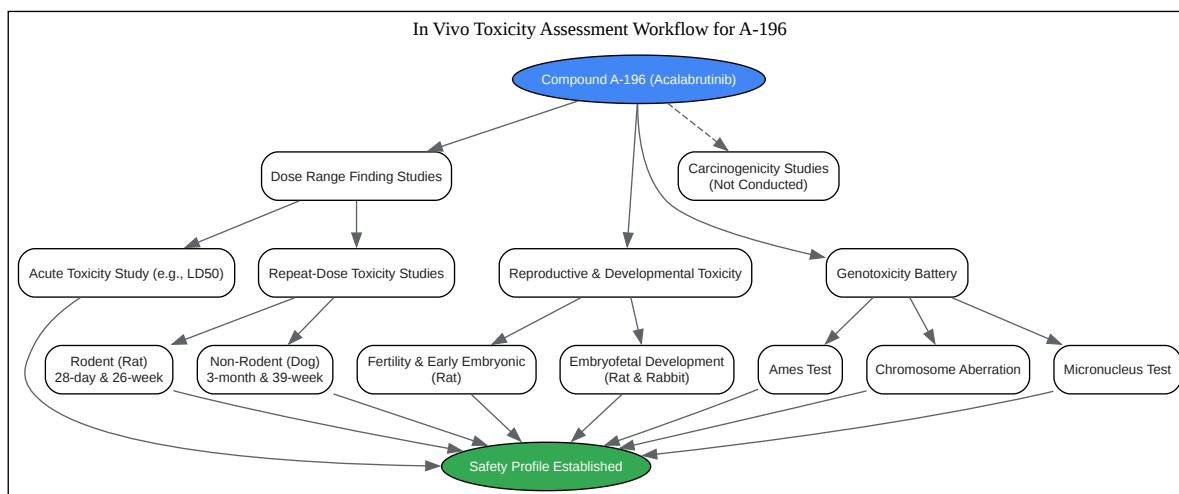 In Vivo Toxicity Assessment Workflow for A-196
Compound A-196 (Acalabrutinib)
Dose Range Finding Studies
Carcinogenicity Studies
(Not Conducted)
Acute Toxicity Study (e.g., LD50)
Repeat-Dose Toxicity Studies
Reproductive & Developmental Toxicity
Genotoxicity Battery
Rodent (Rat)
28-day & 26-week
Non-Rodent (Dog)
3-month & 39-week
Fertility & Early Embryonic
(Rat)
Embryofetal Development
(Rat & Rabbit)
Ames Test
Chromosome Aberration
Micronucleus Test
Safety Profile Established